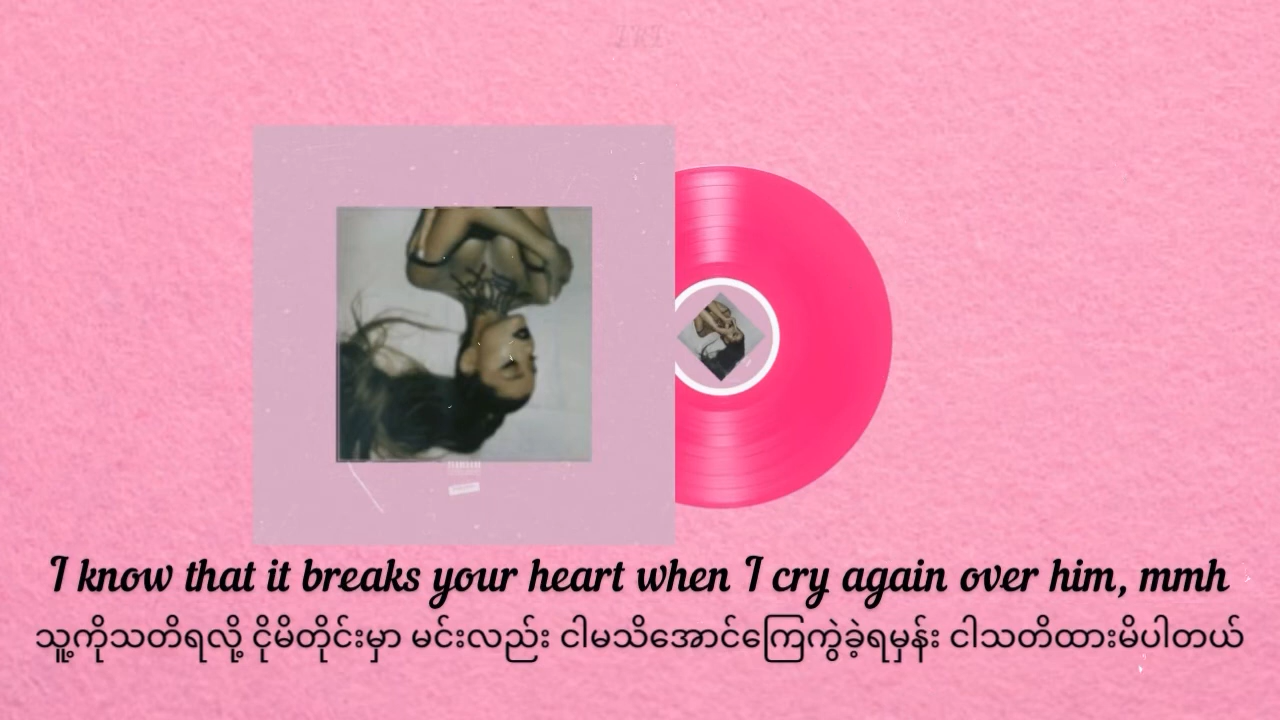 I know that it breaks your heart when I cry again over him, mmh
သူ့ကိုသတိရလို့ ငိုမိတိုင်းမှာ မင်းလည်း ငါမသိအောင်ကြေကွဲခဲ့ရမှန်း ငါသတိထားမိပါတယ်